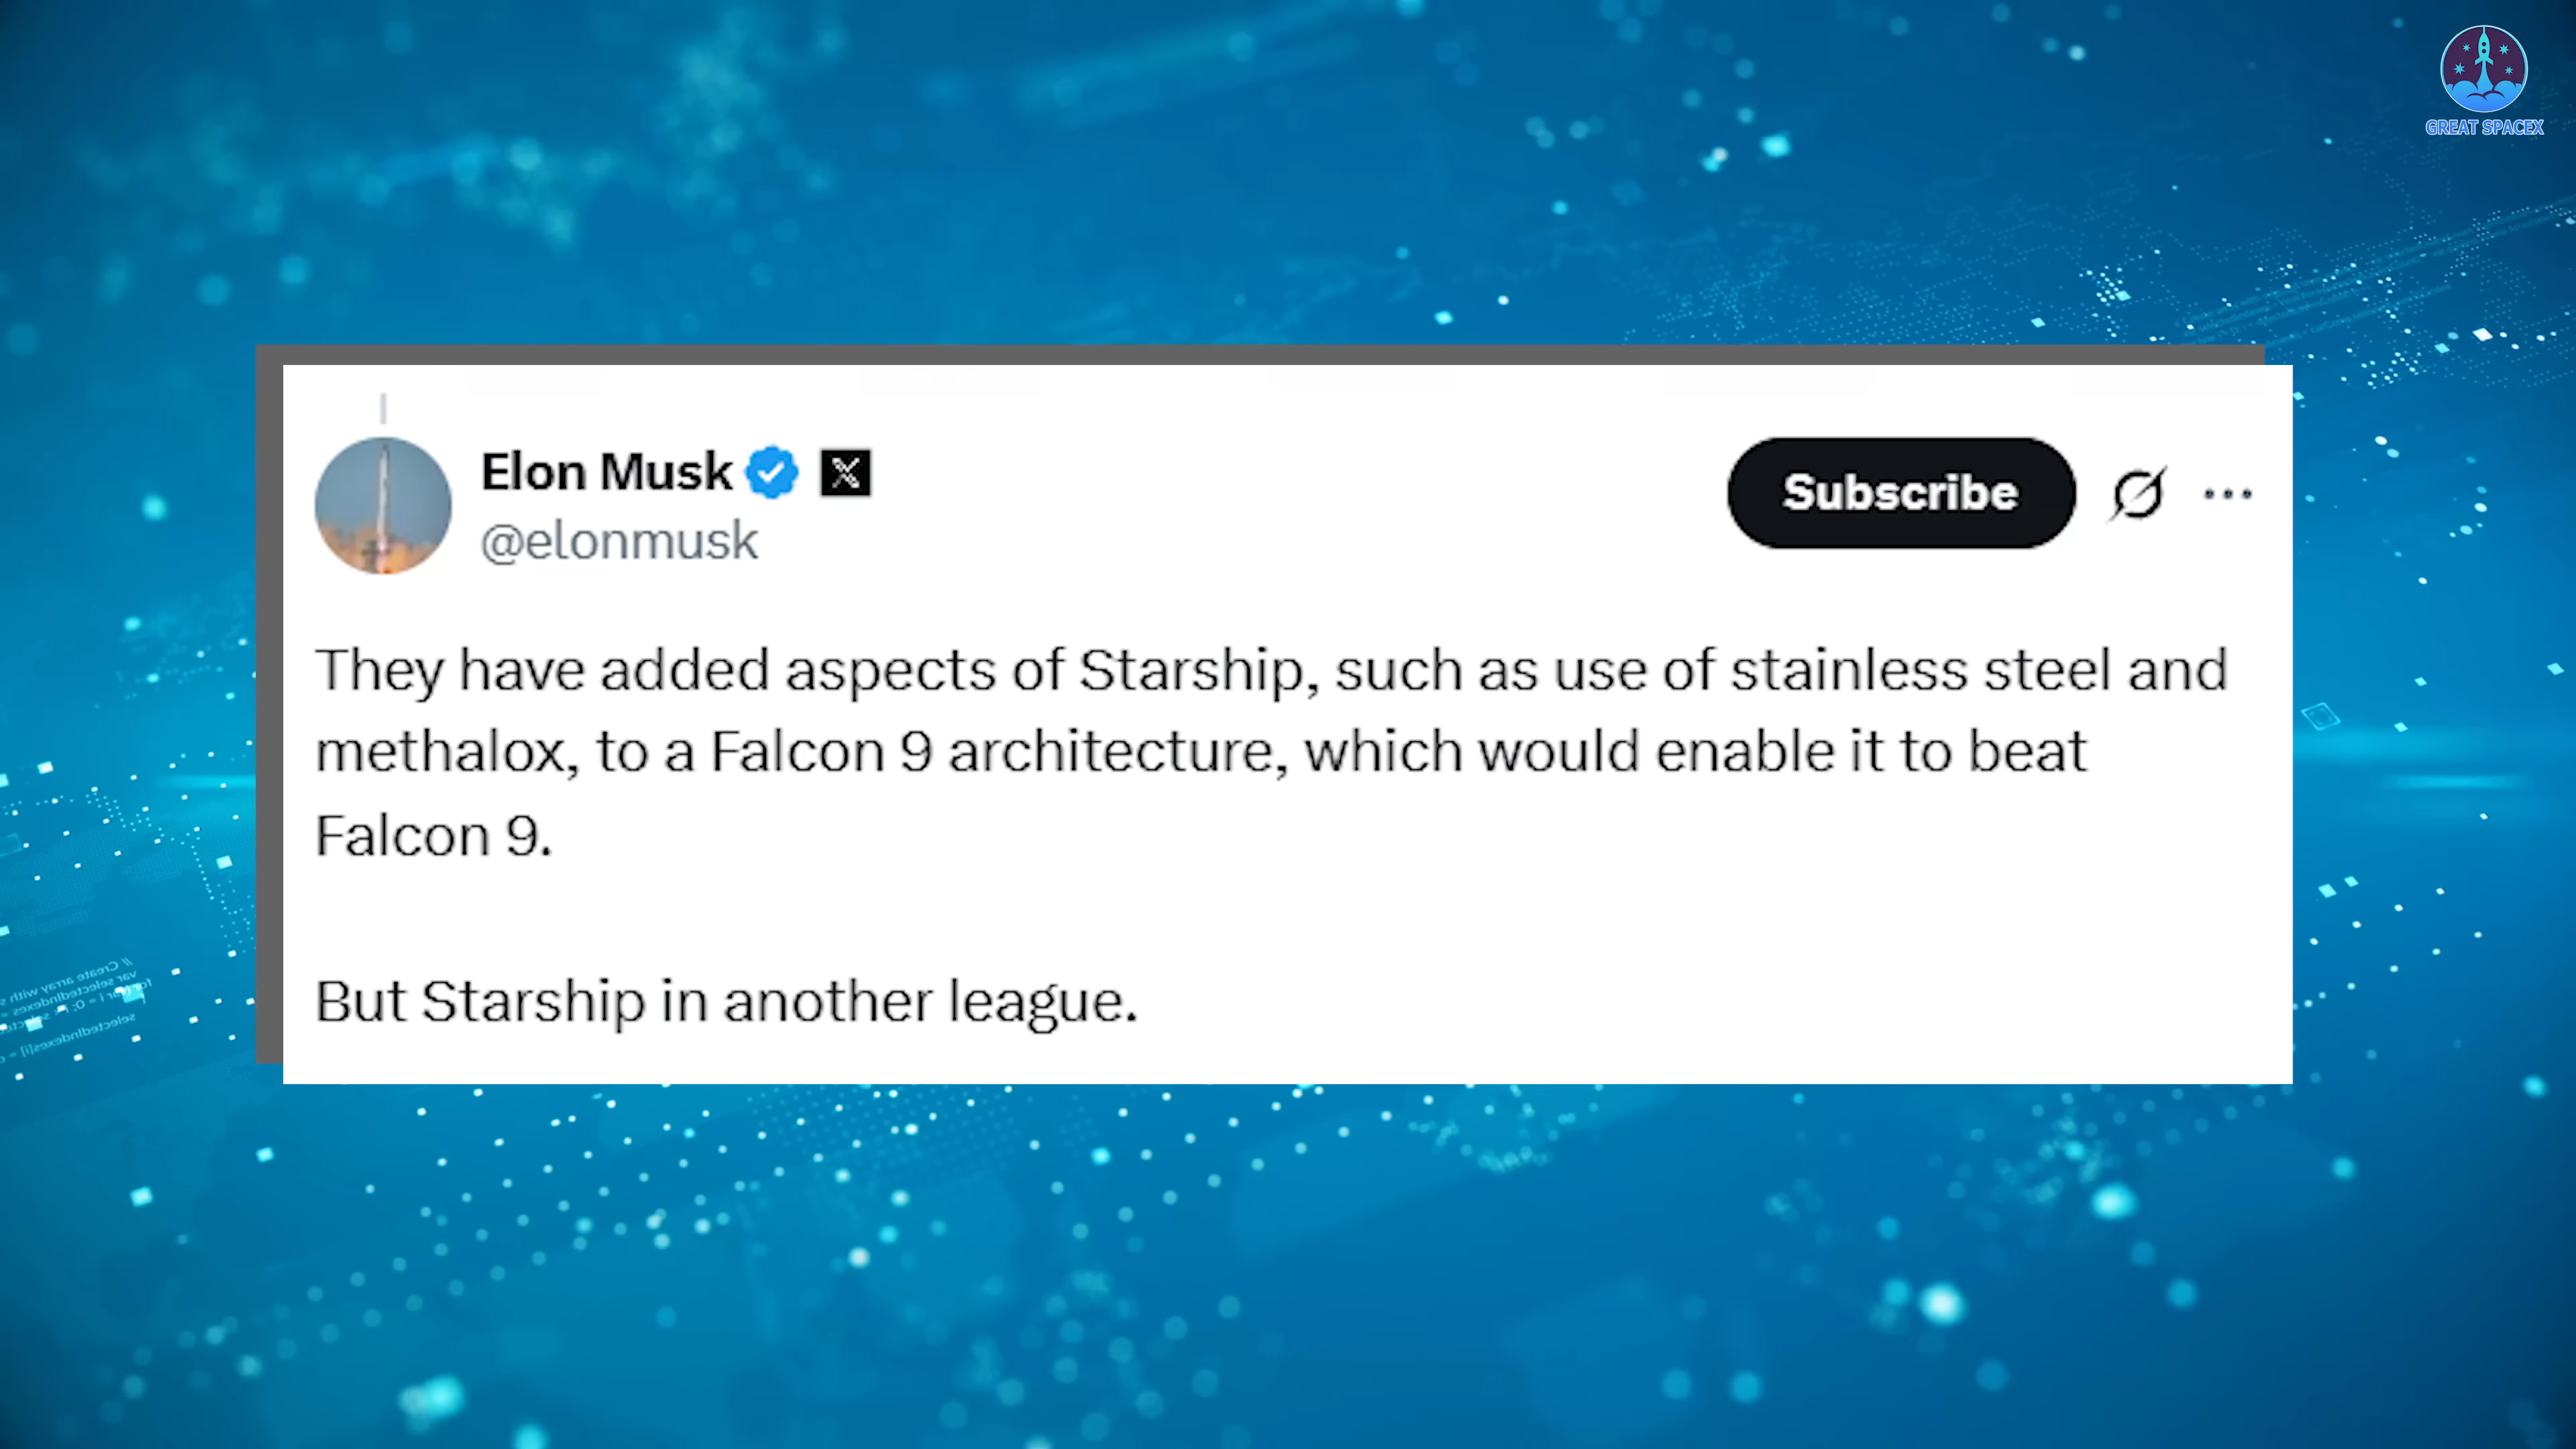 GREAT SPACEX
Elon Musk
@elonmusk
Subscribe
They have added aspects of Starship, such as use of stainless steel and
methalox, to a Falcon 9 architecture, which would enable it to beat
Falcon 9.
But Starship in another league.